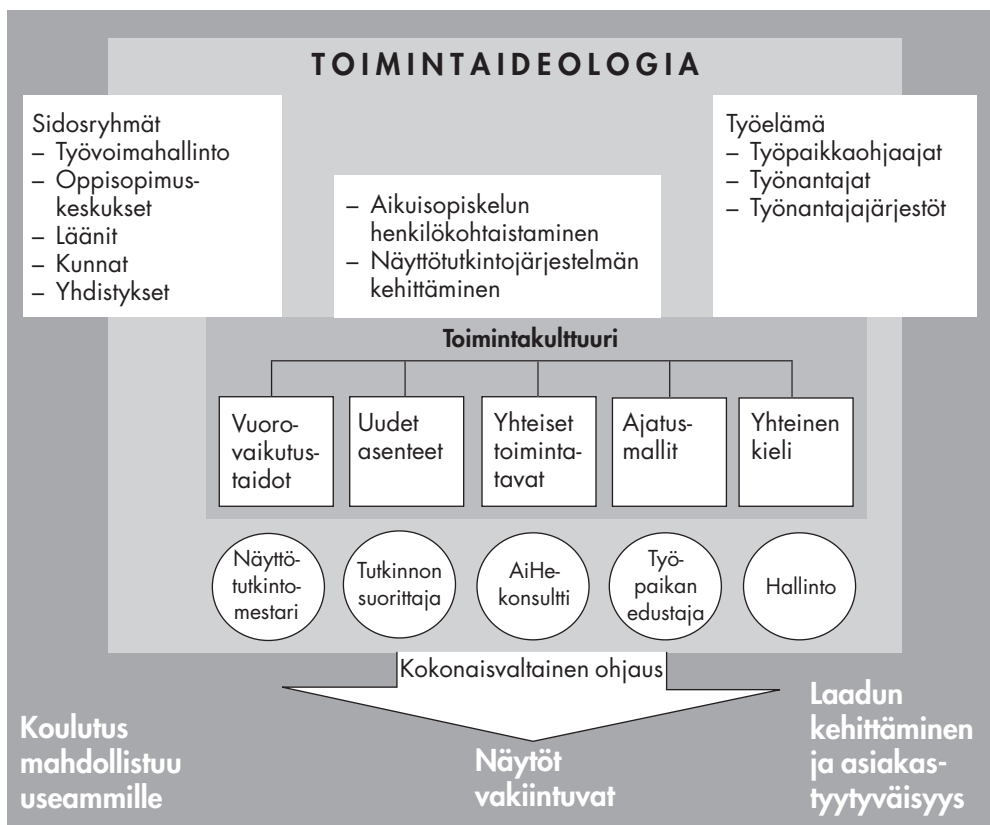 TOIMINTAIDEOLOGIA
Sidosryhmät
– Työvoimahallinto
– Oppisopimus-
keskukset
– Läänit
– Kunnat
– Yhdistykset
– Aikuisopiskelun
henkilökohtaistaminen
– Näyttötutkintojärjestelmän
kehittäminen
Työelämä
– Työpaikkaohjaajat
– Työnantajat
– Työnantajajärjestöt
Toimintakulttuuri
Vuoro-
vaikutus-
taidot
Uudet
asenteet
Yhteiset
toiminta-
tavat
Ajatus-
mallit
Yhteinen
kieli
Näyttö-
tutkinto-
mestari
Tutkinnon
suorittaja
AiHe-
konsultti
Työ-
paikan
edustaja
Hallinto
Kokonaisvaltainen ohjaus
Koulutus
mahdollistuu
useammille
Näytöt
vakiintuvat
Laadun
kehittäminen
ja asiakas-
tyytyväisyys